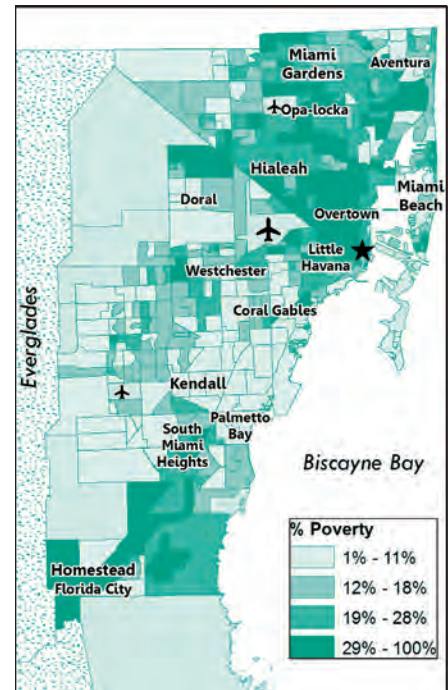 Miami
Gardens
Aventura
Opa-locka
Hialeah
Miami
Beach
Doral
Overtown
Little
Havana
Westchester
Coral Gables
Everglades
Kendall
Palmetto
Bay
South
Miami
Heights
Biscayne Bay
Homestead
Florida City
% Poverty
1% - 11%
12% - 18%
19% - 28%
29% - 100%